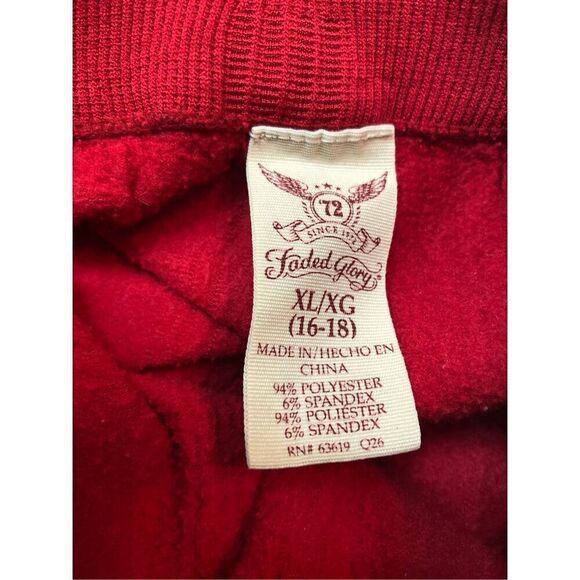 '72
SINCE 1972
Faded Glory®
XL/XG
(16-18)
MADE IN/HECHO EN
CHINA
94% POLYESTER
6% SPANDEX
94% POLIÉSTER
6% SPANDEX
RN# 63619 Q26